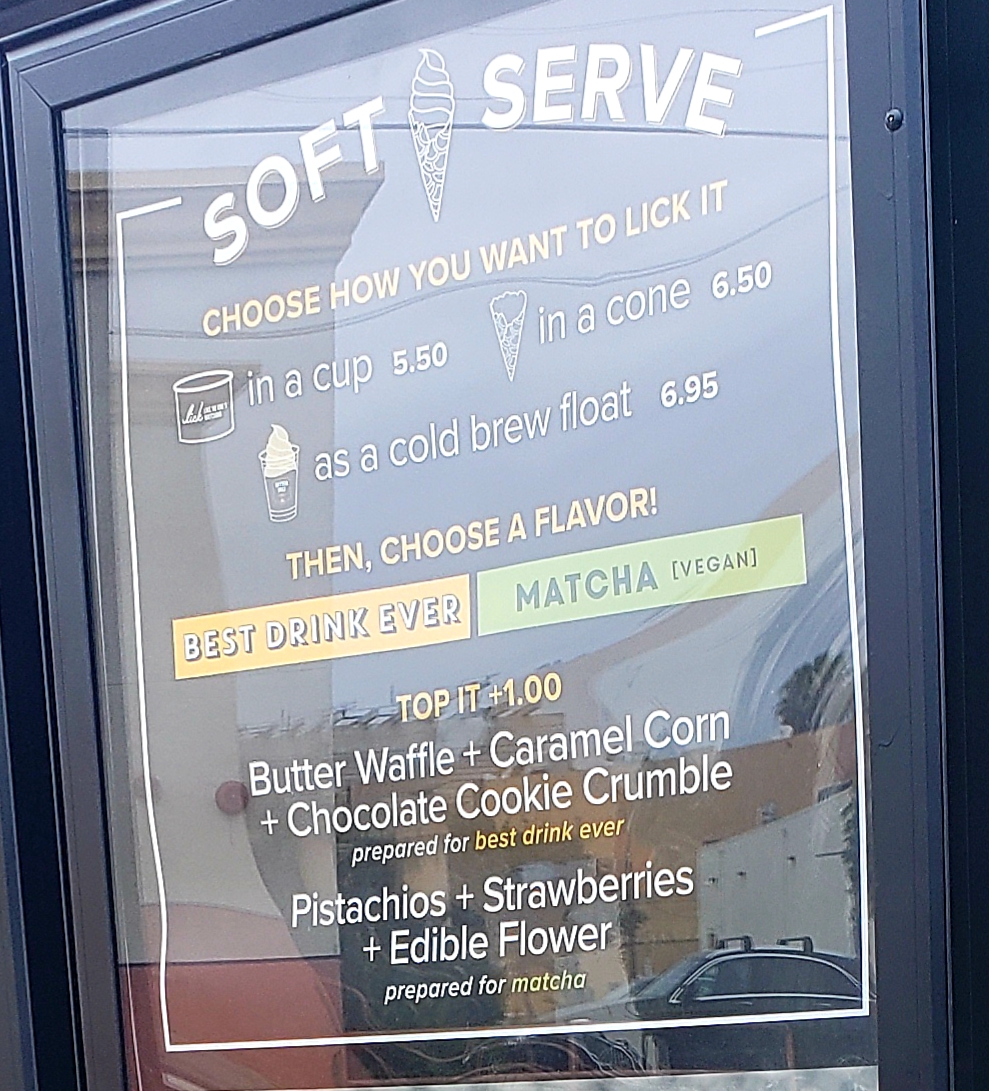 SOFT SERVE
CHOOSE HOW YOU WANT TO LICK IT
in a cup 5.50 in a cone 6.50
as a cold brew float 6.95
THEN, CHOOSE A FLAVOR!
BEST DRINK EVER MATCHA [VEGAN]
TOP IT +1.00
Butter Waffle + Caramel Corn
+ Chocolate Cookie Crumble
prepared for best drink ever
Pistachios + Strawberries
+ Edible Flower
prepared for matcha